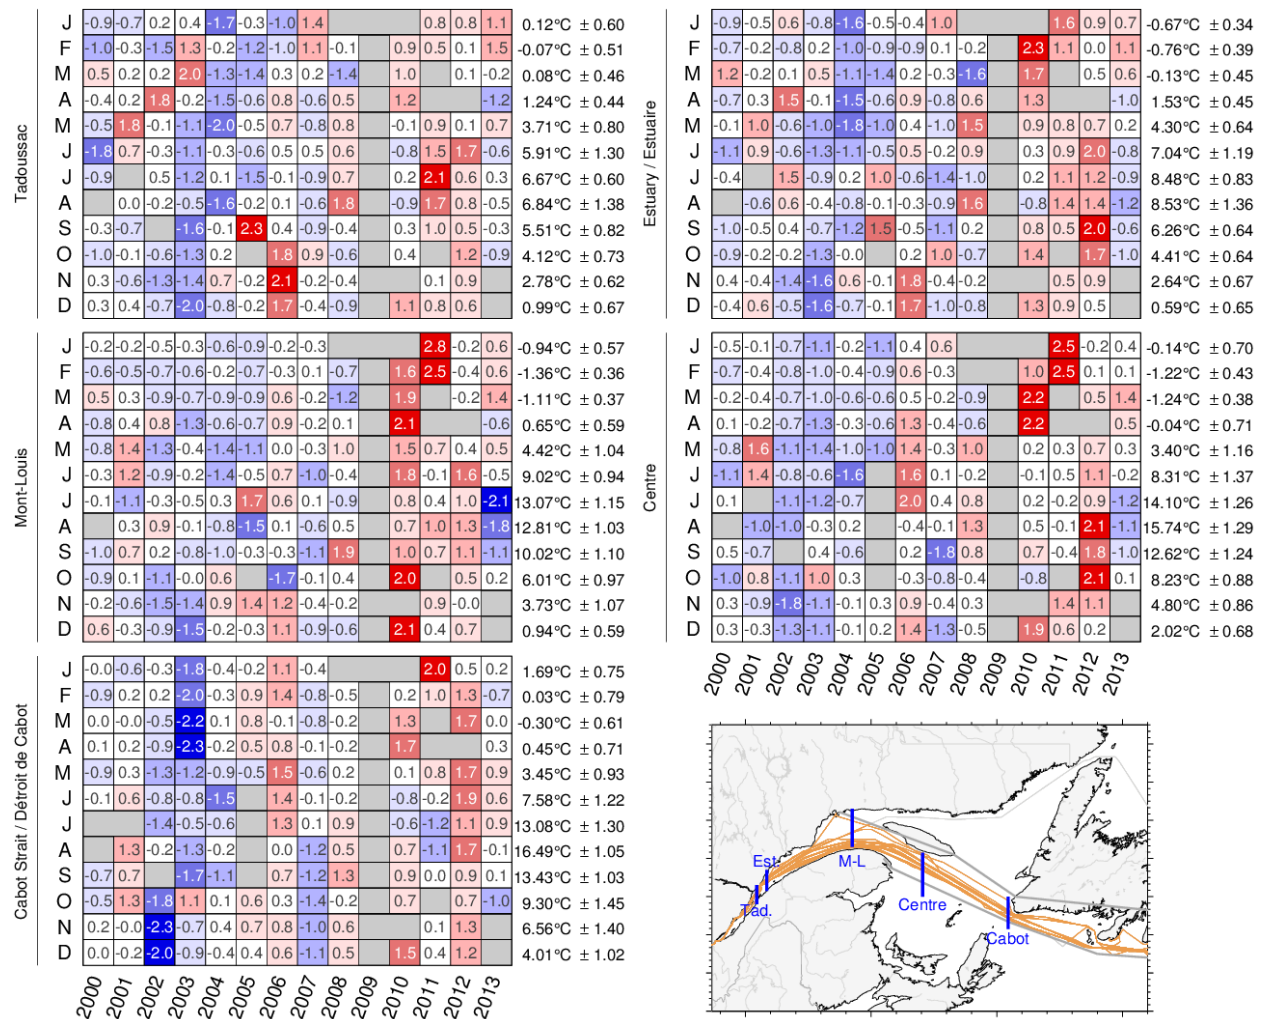 Tadoussac
J -0.9 -0.7 0.2 0.4 -1.7 -0.3 -1.0 1.4 0.8 0.8 1.1 0.12°C ± 0.60
F -1.0 -0.3 -1.5 1.3 -0.2 -1.2 -1.0 1.1 -0.1 0.9 0.5 0.1 1.5 -0.07°C ± 0.51
M 0.5 0.2 0.2 2.0 -1.3 -1.4 0.3 0.2 -1.4 1.0 0.1 -0.2 0.08°C ± 0.46
A -0.4 0.2 1.8 -0.2 -1.5 -0.6 0.8 -0.6 0.5 1.2 -1.2 1.24°C ± 0.44
M -0.5 1.8 -0.1 -1.1 -2.0 -0.5 0.7 -0.8 0.8 -0.1 0.9 0.1 0.7 3.71°C ± 0.80
J -1.8 0.7 -0.3 -1.1 -0.3 -0.6 0.5 0.5 0.6 -0.8 1.5 1.7 -0.6 5.91°C ± 1.30
J -0.9 0.5 -1.2 0.1 -1.5 -0.1 -0.9 0.7 0.2 2.1 0.6 0.3 6.67°C ± 0.60
A 0.0 -0.2 -0.5 -1.6 -0.2 0.1 -0.6 1.8 -0.9 1.7 0.8 -0.5 6.84°C ± 1.38
S -0.3 -0.7 -1.6 -0.1 2.3 0.4 -0.9 -0.4 0.3 1.0 0.5 -0.3 5.51°C ± 0.82
O -1.0 -0.1 -0.6 -1.3 0.2 1.8 0.9 -0.6 0.4 1.2 -0.9 4.12°C ± 0.73
N 0.3 -0.6 -1.3 -1.4 0.7 -0.2 2.1 -0.2 -0.4 0.1 0.9 2.78°C ± 0.62
D 0.3 0.4 -0.7 -2.0 -0.8 -0.2 1.7 -0.4 -0.9 1.1 0.8 0.6 0.99°C ± 0.67
Estuary / Estuaire
J -0.9 -0.5 0.6 -0.8 -1.6 -0.5 -0.4 1.0 1.6 0.9 0.7 -0.67°C ± 0.34
F -0.7 -0.2 -0.8 0.2 -1.0 -0.9 -0.9 0.1 -0.2 2.3 1.1 0.0 1.1 -0.76°C ± 0.39
M 1.2 -0.2 0.1 0.5 -1.1 -1.4 0.2 -0.3 -1.6 1.7 0.5 0.6 -0.13°C ± 0.45
A -0.7 0.3 1.5 -0.1 -1.5 -0.6 0.9 -0.8 0.6 1.3 -1.0 1.53°C ± 0.45
M -0.1 1.0 -0.6 -1.0 -1.8 -1.0 0.4 -1.0 1.5 0.9 0.8 0.7 0.2 4.30°C ± 0.64
J -1.1 0.9 -0.6 -1.3 -1.1 -0.5 0.5 -0.2 0.9 0.3 0.9 2.0 -0.8 7.04°C ± 1.19
J -0.4 1.5 -0.9 0.2 1.0 -0.6 -1.4 -1.0 0.2 1.1 1.2 -0.9 8.48°C ± 0.83
A -0.6 0.6 -0.4 -0.8 -0.1 -0.3 -0.9 1.6 -0.8 1.4 1.4 -1.2 8.53°C ± 1.36
S -1.0 -0.5 0.4 -0.7 -1.2 1.5 -0.5 -1.1 0.2 0.8 0.5 2.0 -0.6 6.26°C ± 0.64
O -0.9 -0.2 -0.2 -1.3 -0.0 0.2 1.0 -0.7 1.4 1.7 -1.0 4.41°C ± 0.64
N 0.4 -0.4 -1.4 -1.6 0.6 -0.1 1.8 -0.4 -0.4 0.5 0.9 2.64°C ± 0.67
D -0.4 0.6 -0.5 -1.6 -0.7 -0.1 1.7 -1.0 -0.8 1.3 0.9 0.5 0.59°C ± 0.65
Mont-Louis
J -0.2 -0.2 -0.5 -0.3 -0.6 -0.9 -0.2 -0.3 2.8 -0.2 0.6 -0.94°C ± 0.57
F -0.6 -0.5 -0.7 -0.6 -0.2 -0.7 -0.3 0.1 -0.7 1.6 2.5 -0.4 0.6 -1.36°C ± 0.36
M 0.5 0.3 -0.9 -0.7 -0.9 -0.9 0.6 -0.2 -1.2 1.9 -0.2 1.4 -1.11°C ± 0.37
A -0.8 0.4 0.8 -1.3 -0.6 -0.7 0.9 -0.2 0.1 2.1 -0.6 0.65°C ± 0.59
M -0.8 1.4 -1.3 -0.4 -1.4 -1.1 0.0 -0.3 1.0 1.5 0.7 0.4 0.5 4.42°C ± 1.04
J -0.3 1.2 -0.9 -0.2 -1.4 -0.5 0.7 -1.0 -0.4 1.8 -0.1 1.6 -0.5 9.02°C ± 0.94
J -0.1 -1.1 -0.3 -0.5 0.3 1.7 0.6 0.1 -0.9 0.8 0.4 1.0 -2.1 13.07°C ± 1.15
A 0.3 0.9 -0.1 -0.8 -1.5 0.1 -0.6 0.5 0.7 1.0 1.3 -1.8 12.81°C ± 1.03
S -1.0 0.7 0.2 -0.8 -1.0 -0.3 -0.3 -1.1 1.9 1.0 0.7 1.1 -1.1 10.02°C ± 1.10
O -0.9 0.1 -1.1 -0.0 0.6 -1.7 -0.1 0.4 2.0 0.5 0.2 6.01°C ± 0.97
N -0.2 -0.6 -1.5 -1.4 0.9 1.4 1.2 -0.4 -0.2 0.9 -0.0 3.73°C ± 1.07
D 0.6 -0.3 -0.9 -1.5 -0.2 -0.3 1.1 -0.9 -0.6 2.1 0.4 0.7 0.94°C ± 0.59
Centre
J -0.5 -0.1 -0.7 -1.1 -0.2 -1.1 0.4 0.6 2.5 -0.2 0.4 -0.14°C ± 0.70
F -0.7 -0.4 -0.8 -1.0 -0.4 -0.9 0.6 -0.3 1.0 2.5 0.1 0.1 -1.22°C ± 0.43
M -0.2 -0.4 -0.7 -1.0 -0.6 -0.6 0.5 -0.2 -0.9 2.2 0.5 1.4 -1.24°C ± 0.38
A 0.1 -0.2 -0.7 -1.3 -0.3 -0.6 1.3 -0.4 -0.6 2.2 0.5 -0.04°C ± 0.71
M -0.8 1.6 -1.1 -1.4 -1.0 -1.0 1.4 -0.3 1.0 0.2 0.3 0.7 0.3 3.40°C ± 1.16
J -1.1 1.4 -0.8 -0.6 -1.6 1.6 0.1 -0.2 -0.1 0.5 1.1 -0.2 8.31°C ± 1.37
J 0.1 -1.1 -1.2 -0.7 2.0 0.4 0.8 0.2 -0.2 0.9 -1.2 14.10°C ± 1.26
A -1.0 -1.0 -0.3 0.2 -0.4 -0.1 1.3 0.5 -0.1 2.1 -1.1 15.74°C ± 1.29
S 0.5 -0.7 0.4 -0.6 0.2 -1.8 0.8 0.7 -0.4 1.8 -1.0 12.62°C ± 1.24
O -1.0 0.8 -1.1 1.0 0.3 -0.3 -0.8 -0.4 -0.8 2.1 0.1 8.23°C ± 0.88
N 0.3 -0.9 -1.8 -1.1 -0.1 0.3 0.9 -0.4 0.3 1.4 1.1 4.80°C ± 0.86
D 0.3 -0.3 -1.3 -1.1 -0.1 0.2 1.4 -1.3 -0.5 1.9 0.6 0.2 2.02°C ± 0.68
2000 2001 2002 2003 2004 2005 2006 2007 2008 2009 2010 2011 2012 2013
Cabot Strait / Détroit de Cabot
J -0.0 -0.6 -0.3 -1.8 -0.4 -0.2 1.1 -0.4 2.0 0.5 0.2 1.69°C ± 0.75
F -0.9 0.2 0.2 -2.0 -0.3 0.9 1.4 -0.8 -0.5 0.2 1.0 1.3 -0.7 0.03°C ± 0.79
M 0.0 -0.0 -0.5 -2.2 0.1 0.8 -0.1 -0.8 -0.2 1.3 1.7 0.0 -0.30°C ± 0.61
A 0.1 0.2 -0.9 -2.3 -0.2 0.5 0.8 -0.1 -0.2 1.7 0.3 0.45°C ± 0.71
M -0.9 0.3 -1.3 -1.2 -0.9 -0.5 1.5 -0.6 0.2 0.1 0.8 1.7 0.9 3.45°C ± 0.93
J -0.1 0.6 -0.8 -0.8 -1.5 1.4 -0.1 -0.2 -0.8 -0.2 1.9 0.6 7.58°C ± 1.22
J -1.4 -0.5 -0.6 1.3 0.1 0.9 -0.6 -1.2 1.1 0.9 13.08°C ± 1.30
A 1.3 -0.2 -1.3 -0.2 0.0 -1.2 0.5 0.7 -1.1 1.7 -0.1 16.49°C ± 1.05
S -0.7 0.7 -1.7 -1.1 0.7 -1.2 1.3 0.9 0.0 0.9 0.1 13.43°C ± 1.03
O -0.5 1.3 -1.8 1.1 0.1 0.6 0.3 -1.4 -0.2 0.7 0.7 -1.0 9.30°C ± 1.45
N 0.2 -0.0 -2.3 -0.7 0.4 0.7 0.8 -1.0 0.6 0.1 1.3 6.56°C ± 1.40
D 0.0 -0.2 -2.0 -0.9 -0.4 0.4 0.6 -1.1 0.5 1.5 0.4 1.2 4.01°C ± 1.02
2000 2001 2002 2003 2004 2005 2006 2007 2008 2009 2010 2011 2012 2013
Est.
M-L
Tad.
Centre
Cabot